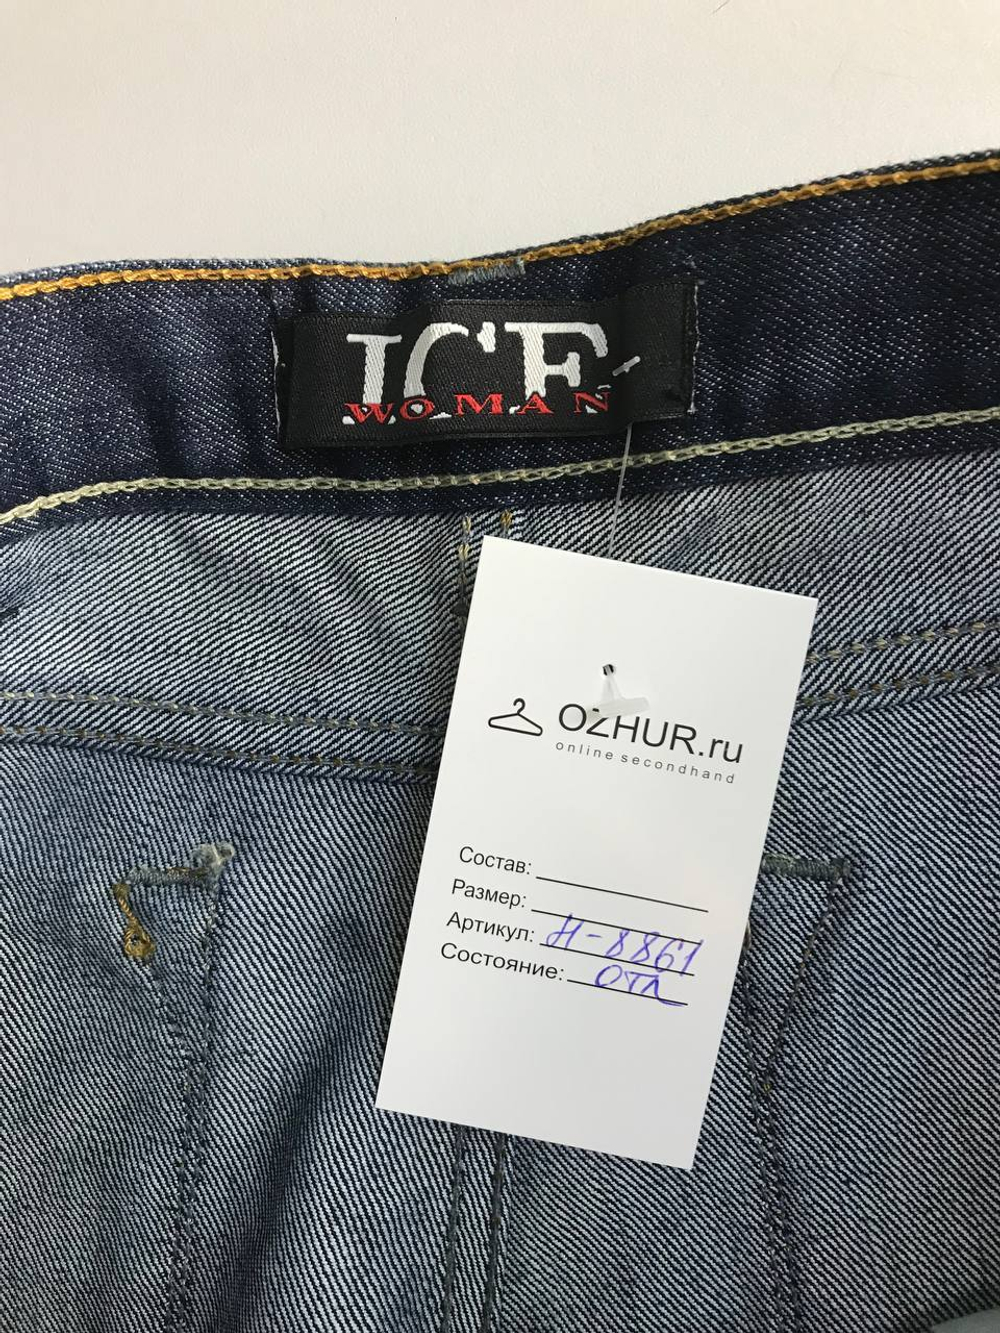 ICE
WOMAN
OZHUR.ru
online secondhand
Состав:
Размер:
Артикул: Н-8861
Состояние: отл